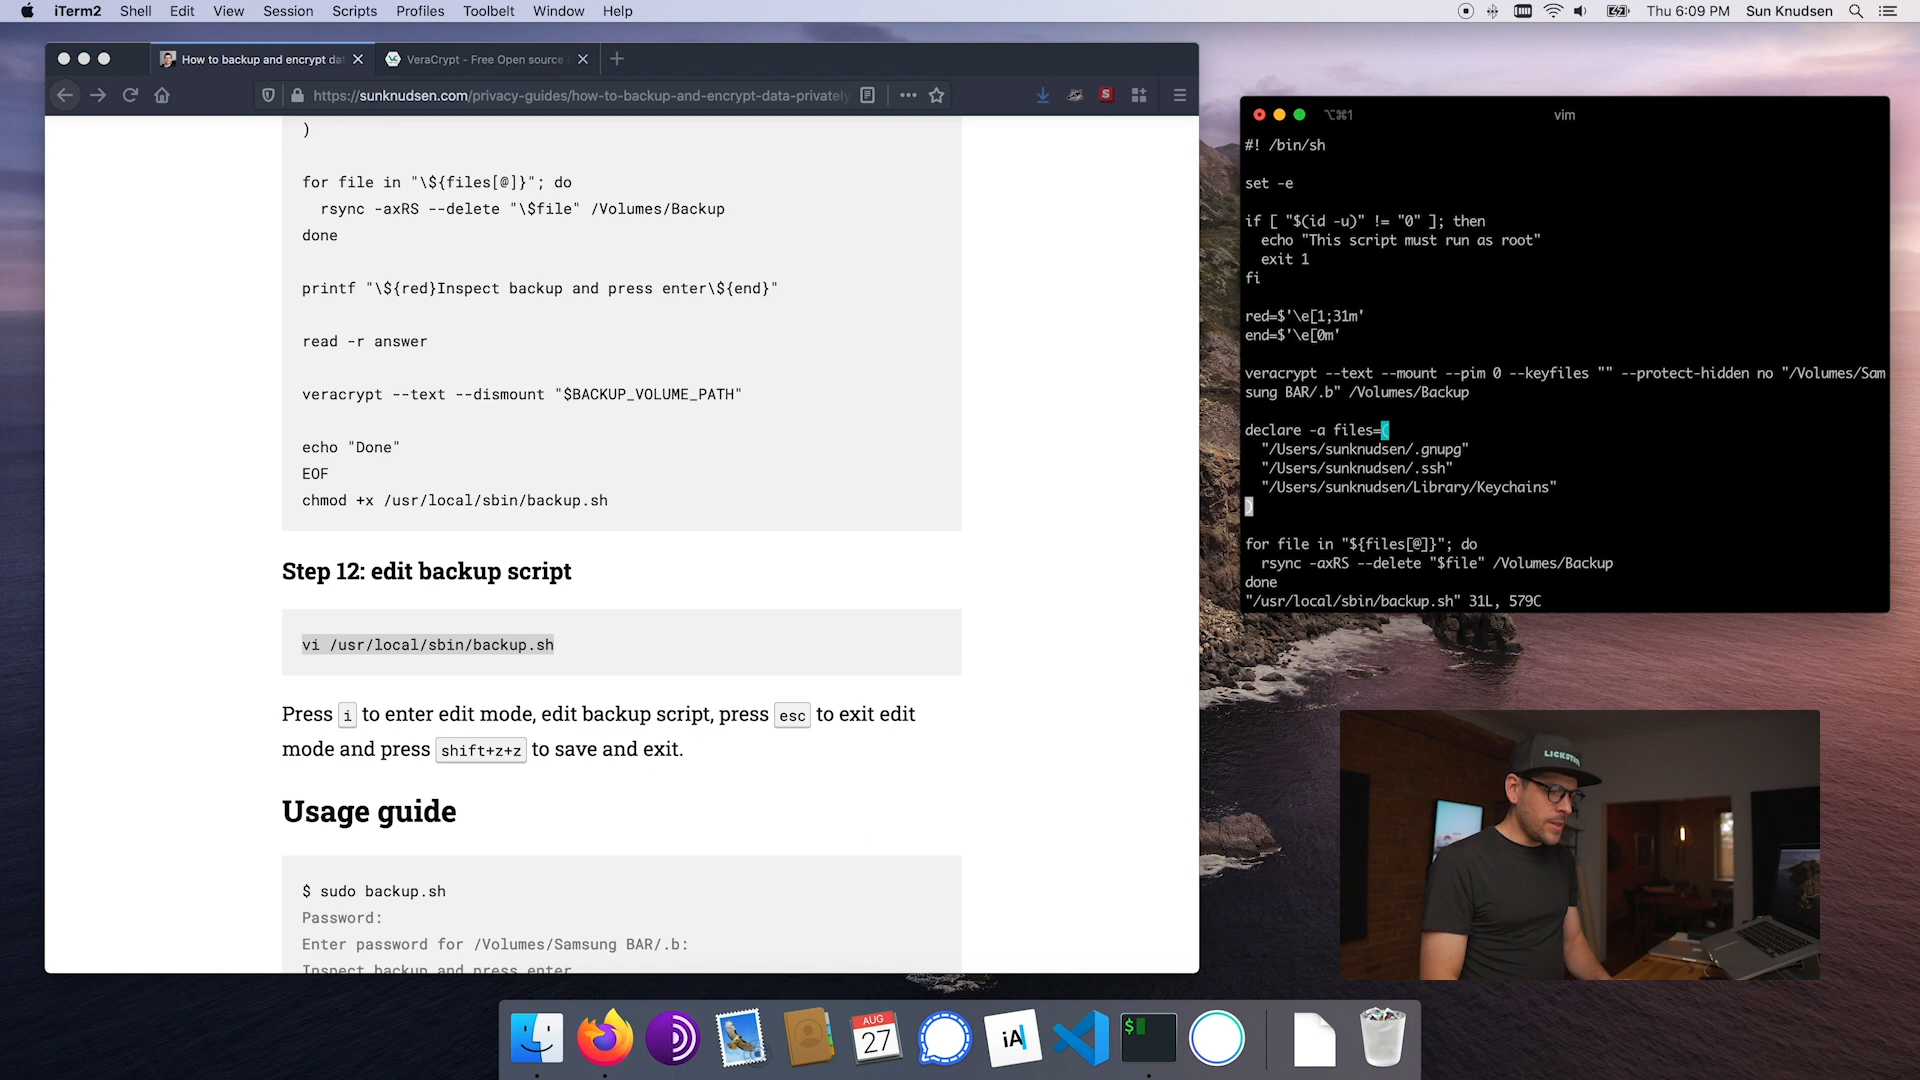 iTerm2 Shell Edit View Session Scripts Profiles Toolbelt Window Help
Thu 6:09 PM Sun Knudsen
How to backup and encrypt dat
VeraCrypt - Free Open source
https://sunknudsen.com/privacy-guides/how-to-backup-and-encrypt-data-privately
)
for file in "\${files[@]}"; do
  rsync -axRS --delete "\$file" /Volumes/Backup
done
printf "\${red}Inspect backup and press enter\${end}"
read -r answer
veracrypt --text --dismount "$BACKUP_VOLUME_PATH"
echo "Done"
EOF
chmod +x /usr/local/sbin/backup.sh
Step 12: edit backup script
vi /usr/local/sbin/backup.sh
Press i to enter edit mode, edit backup script, press esc to exit edit
mode and press shift+z+z to save and exit.
Usage guide
$ sudo backup.sh
Password:
Enter password for /Volumes/Samsung BAR/.b:
Inspect backup and press enter
⌥⌘1
vim
#! /bin/sh
set -e
if [ "$(id -u)" != "0" ]; then
  echo "This script must run as root"
  exit 1
fi
red=$'\e[1;31m'
end=$'\e[0m'
veracrypt --text --mount --pim 0 --keyfiles "" --protect-hidden no "/Volumes/Sam
sung BAR/.b" /Volumes/Backup
declare -a files=(
  "/Users/sunknudsen/.gnupg"
  "/Users/sunknudsen/.ssh"
  "/Users/sunknudsen/Library/Keychains"
)
for file in "${files[@]}"; do
  rsync -axRS --delete "$file" /Volumes/Backup
done
"/usr/local/sbin/backup.sh" 31L, 579C
AUG
27
iA
$